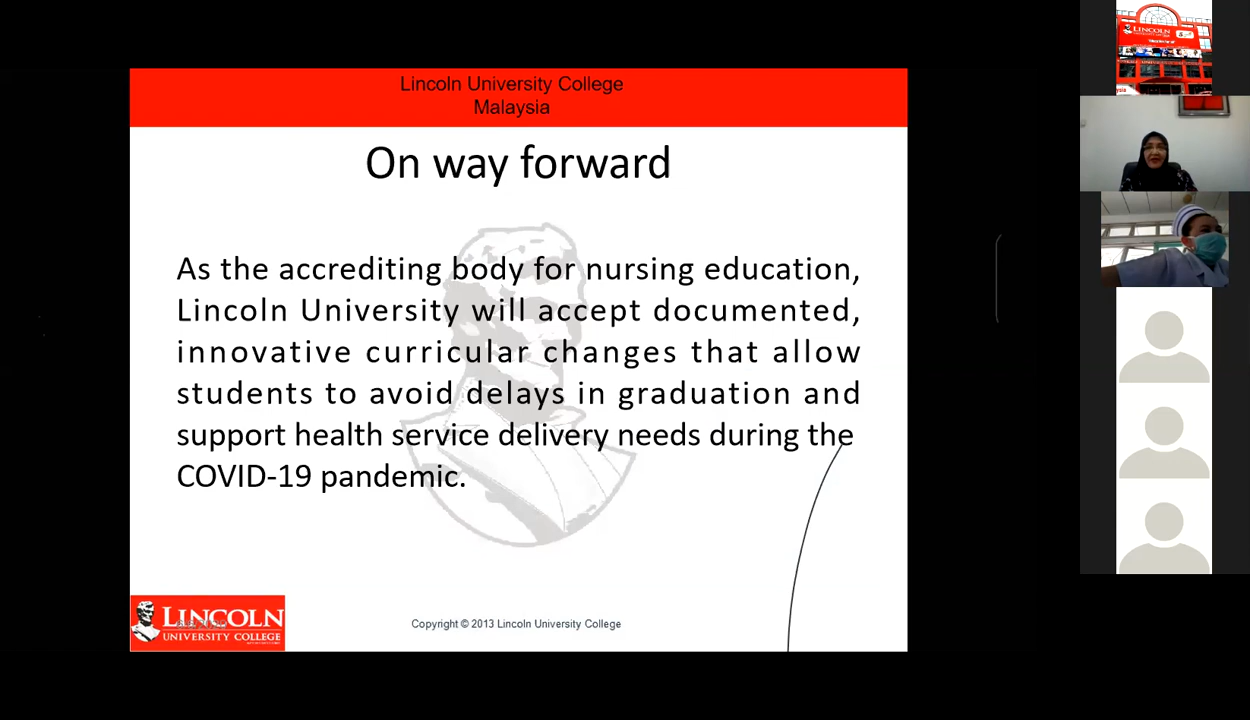 Lincoln University College
Malaysia
On way forward
As the accrediting body for nursing education,
Lincoln University will accept documented,
innovative curricular changes that allow
students to avoid delays in graduation and
support health service delivery needs during the
COVID-19 pandemic.
LINCOLN
UNIVERSITY COLLEGE
Copyright © 2013 Lincoln University College
LINCOLN